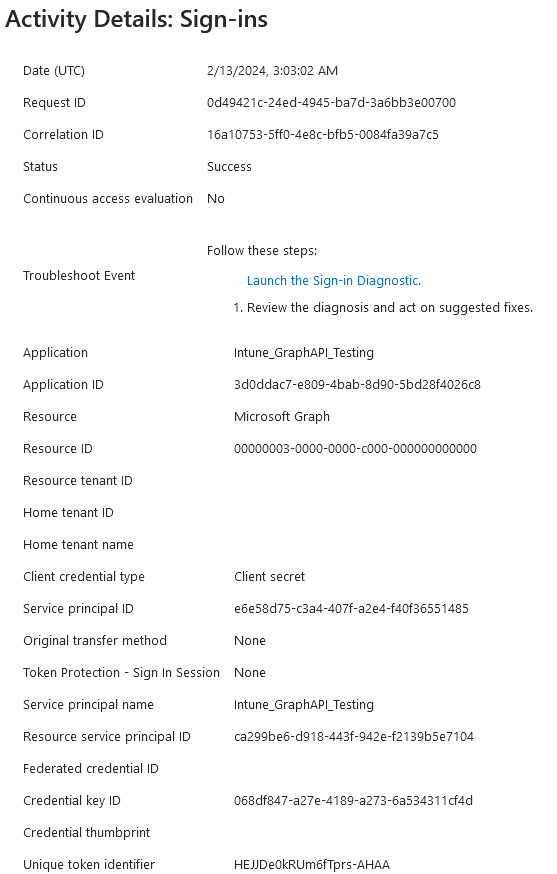 Activity Details: Sign-ins
Date (UTC) 2/13/2024, 3:03:02 AM
Request ID 0d49421c-24ed-4945-ba7d-3a6bb3e00700
Correlation ID 16a10753-5ff0-4e8c-bfb5-0084fa39a7c5
Status Success
Continuous access evaluation No
Follow these steps:
Troubleshoot Event Launch the Sign-in Diagnostic.
1. Review the diagnosis and act on suggested fixes.
Application Intune_GraphAPI_Testing
Application ID 3d0ddac7-e809-4bab-8d90-5bd28f4026c8
Resource Microsoft Graph
Resource ID 00000003-0000-0000-c000-000000000000
Resource tenant ID
Home tenant ID
Home tenant name
Client credential type Client secret
Service principal ID e6e58d75-c3a4-407f-a2e4-f40f36551485
Original transfer method None
Token Protection - Sign In Session None
Service principal name Intune_GraphAPI_Testing
Resource service principal ID ca299be6-d918-443f-942e-f2139b5e7104
Federated credential ID
Credential key ID 068df847-a27e-4189-a273-6a534311cf4d
Credential thumbprint
Unique token identifier HEJJDe0kRUm6fTprs-AHAA